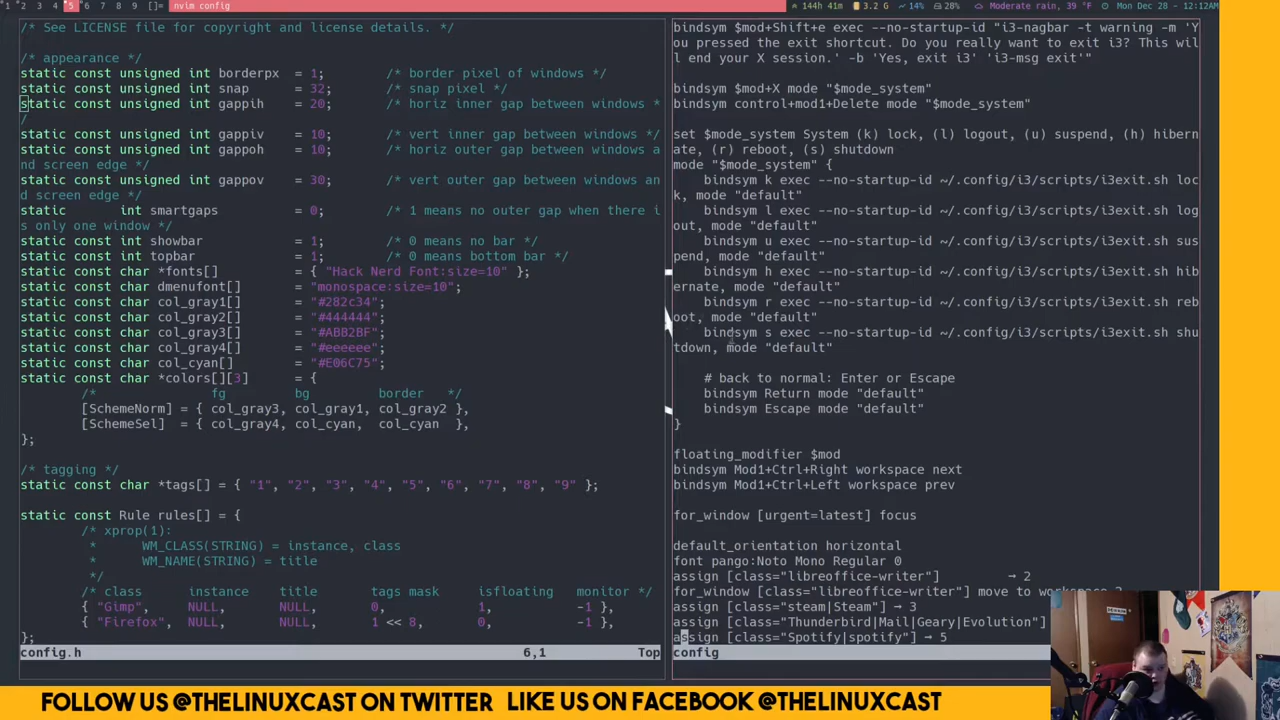 1 2 3 4 5 6 7 8 9 []= nvim config 144h 41m 3.2 G 14% 28% Moderate rain, 39 °F Mon Dec 28 - 12:12AM
/* See LICENSE file for copyright and license details. */
/* appearance */
static const unsigned int borderpx  = 1;        /* border pixel of windows */
static const unsigned int snap      = 32;       /* snap pixel */
static const unsigned int gappih    = 20;       /* horiz inner gap between windows *
/
static const unsigned int gappiv    = 10;       /* vert inner gap between windows */
static const unsigned int gappoh    = 10;       /* horiz outer gap between windows a
nd screen edge */
static const unsigned int gappov    = 30;       /* vert outer gap between windows an
d screen edge */
static       int smartgaps          = 0;        /* 1 means no outer gap when there i
s only one window */
static const int showbar            = 1;        /* 0 means no bar */
static const int topbar             = 1;        /* 0 means bottom bar */
static const char *fonts[]          = { "Hack Nerd Font:size=10" };
static const char dmenufont[]       = "monospace:size=10";
static const char col_gray1[]       = "#282c34";
static const char col_gray2[]       = "#444444";
static const char col_gray3[]       = "#ABB2BF";
static const char col_gray4[]       = "#eeeeee";
static const char col_cyan[]        = "#E06C75";
static const char *colors[][3]      = {
/*               fg         bg         border   */
[SchemeNorm] = { col_gray3, col_gray1, col_gray2 },
[SchemeSel]  = { col_gray4, col_cyan,  col_cyan  },
};
/* tagging */
static const char *tags[] = { "1", "2", "3", "4", "5", "6", "7", "8", "9" };
static const Rule rules[] = {
/* xprop(1):
*      WM_CLASS(STRING) = instance, class
*      WM_NAME(STRING) = title
*/
/* class      instance    title       tags mask     isfloating   monitor */
{ "Gimp",     NULL,       NULL,       0,            1,           -1 },
{ "Firefox",  NULL,       NULL,       1 << 8,       0,           -1 },
};
config.h 6,1 Top
bindsym $mod+Shift+e exec --no-startup-id "i3-nagbar -t warning -m 'Y
ou pressed the exit shortcut. Do you really want to exit i3? This wil
l end your X session.' -b 'Yes, exit i3' 'i3-msg exit'"
bindsym $mod+X mode "$mode_system"
bindsym control+mod1+Delete mode "$mode_system"
set $mode_system System (k) lock, (l) logout, (u) suspend, (h) hibern
ate, (r) reboot, (s) shutdown
mode "$mode_system" {
bindsym k exec --no-startup-id ~/.config/i3/scripts/i3exit.sh loc
k, mode "default"
bindsym l exec --no-startup-id ~/.config/i3/scripts/i3exit.sh log
out, mode "default"
bindsym u exec --no-startup-id ~/.config/i3/scripts/i3exit.sh sus
pend, mode "default"
bindsym h exec --no-startup-id ~/.config/i3/scripts/i3exit.sh hib
ernate, mode "default"
bindsym r exec --no-startup-id ~/.config/i3/scripts/i3exit.sh reb
oot, mode "default"
bindsym s exec --no-startup-id ~/.config/i3/scripts/i3exit.sh shu
tdown, mode "default"
# back to normal: Enter or Escape
bindsym Return mode "default"
bindsym Escape mode "default"
}
floating_modifier $mod
bindsym Mod1+Ctrl+Right workspace next
bindsym Mod1+Ctrl+Left workspace prev
for_window [urgent=latest] focus
default_orientation horizontal
font pango:Noto Mono Regular 0
assign [class="libreoffice-writer"]           → 2
for_window [class="libreoffice-writer"] move to workspace
assign [class="steam|Steam"] → 3
assign [class="Thunderbird|Mail|Geary|Evolution"]
assign [class="Spotify|spotify"] → 5
config
FOLLOW US @THELINUXCAST ON TWITTER LIKE US ON FACEBOOK @THELINUXCAST